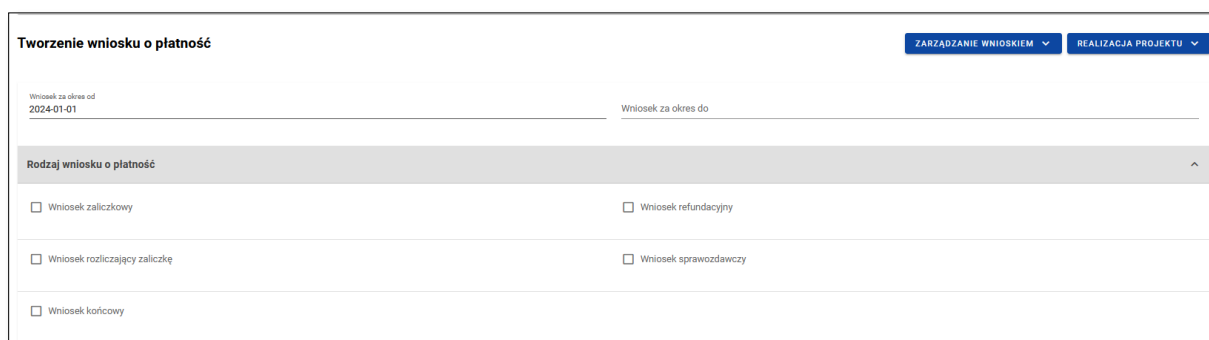 Tworzenie wniosku o płatność
ZARZĄDZANIE WNIOSKIEM
REALIZACJA PROJEKTU
Wniosek za okres od
2024-01-01
Wniosek za okres do
Rodzaj wniosku o płatność
Wniosek zaliczkowy
Wniosek refundacyjny
Wniosek rozliczający zaliczkę
Wniosek sprawozdawczy
Wniosek końcowy